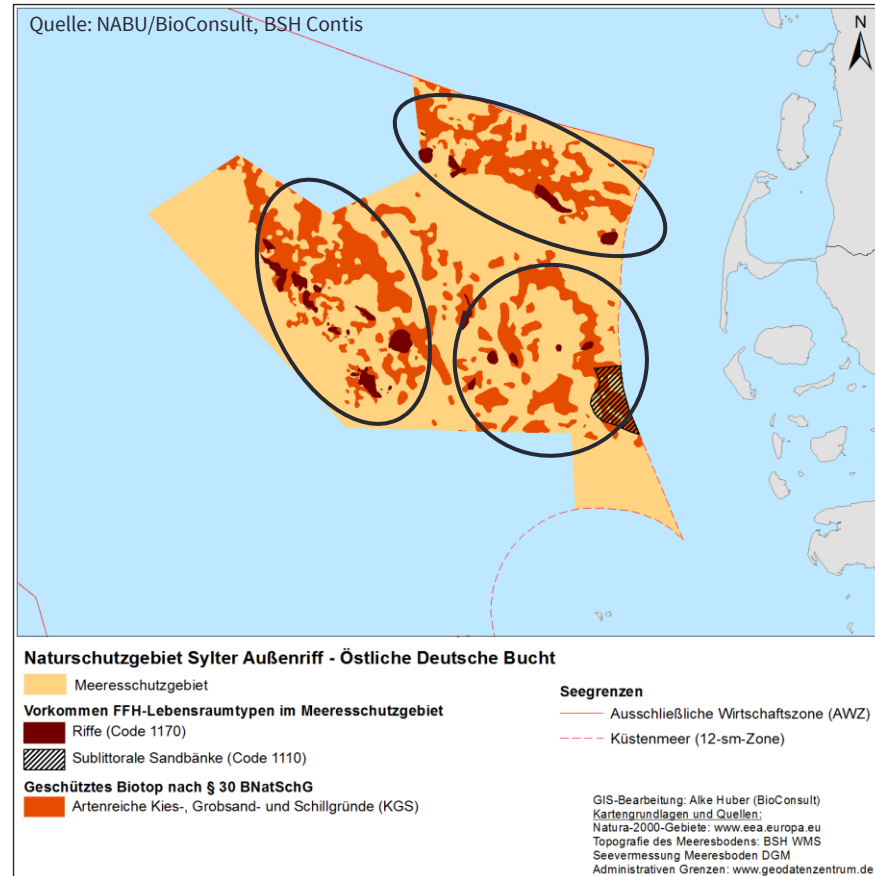 Quelle: NABU/BioConsult, BSH Contis
N
Naturschutzgebiet Sylter Außenriff - Östliche Deutsche Bucht
Meeresschutzgebiet
Vorkommen FFH-Lebensraumtypen im Meeresschutzgebiet
Riffe (Code 1170)
Sublittorale Sandbänke (Code 1110)
Geschütztes Biotop nach § 30 BNatSchG
Artenreiche Kies-, Grobsand- und Schillgründe (KGS)
Seegrenzen
Ausschließliche Wirtschaftszone (AWZ)
Küstenmeer (12-sm-Zone)
GIS-Bearbeitung: Alke Huber (BioConsult)
Kartengrundlagen und Quellen:
Natura-2000-Gebiete: www.eea.europa.eu
Topografie des Meeresbodens: BSH WMS
Seevermessung Meeresboden DGM
Administrativen Grenzen: www.geodatenzentrum.de